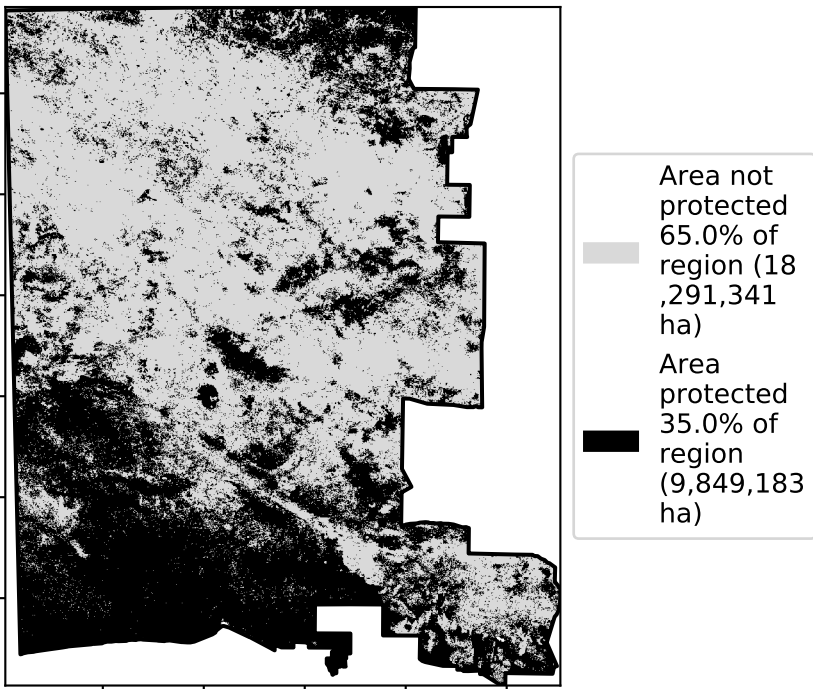 Area not
protected
65.0% of
region (18
,291,341
ha)
Area
protected
35.0% of
region
(9,849,183
ha)